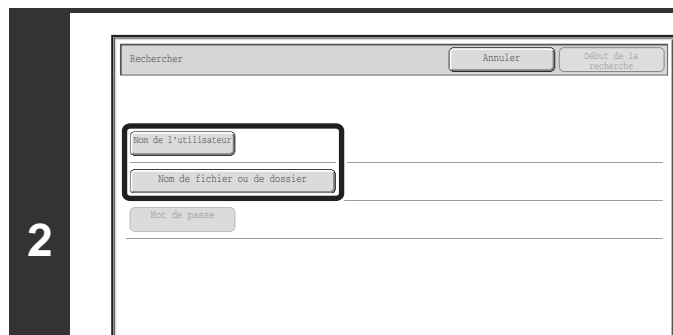 Rechercher
Annuler
Début de la
recherche
Nom de l'utilisateur
Nom de fichier ou de dossier
Mot de passe
2